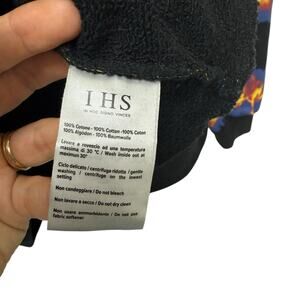 IHS
IN HOC SIGNO VINCES
100% Cotone - 100% Cotton - 100% Coton
100% Algodon - 100% Baumwolle
Lavare a rovescio ad una temperatura
massima di 30 °C / Wash inside out at
maximum 30°
Ciclo delicato / centrifuga ridotta / gentle
washing / centrifuge on the lowest
setting
Non candeggiare / Do not bleach
Non lavare a secco / Do not dry clean
Non usare ammorbidente / Do not use
fabric softener